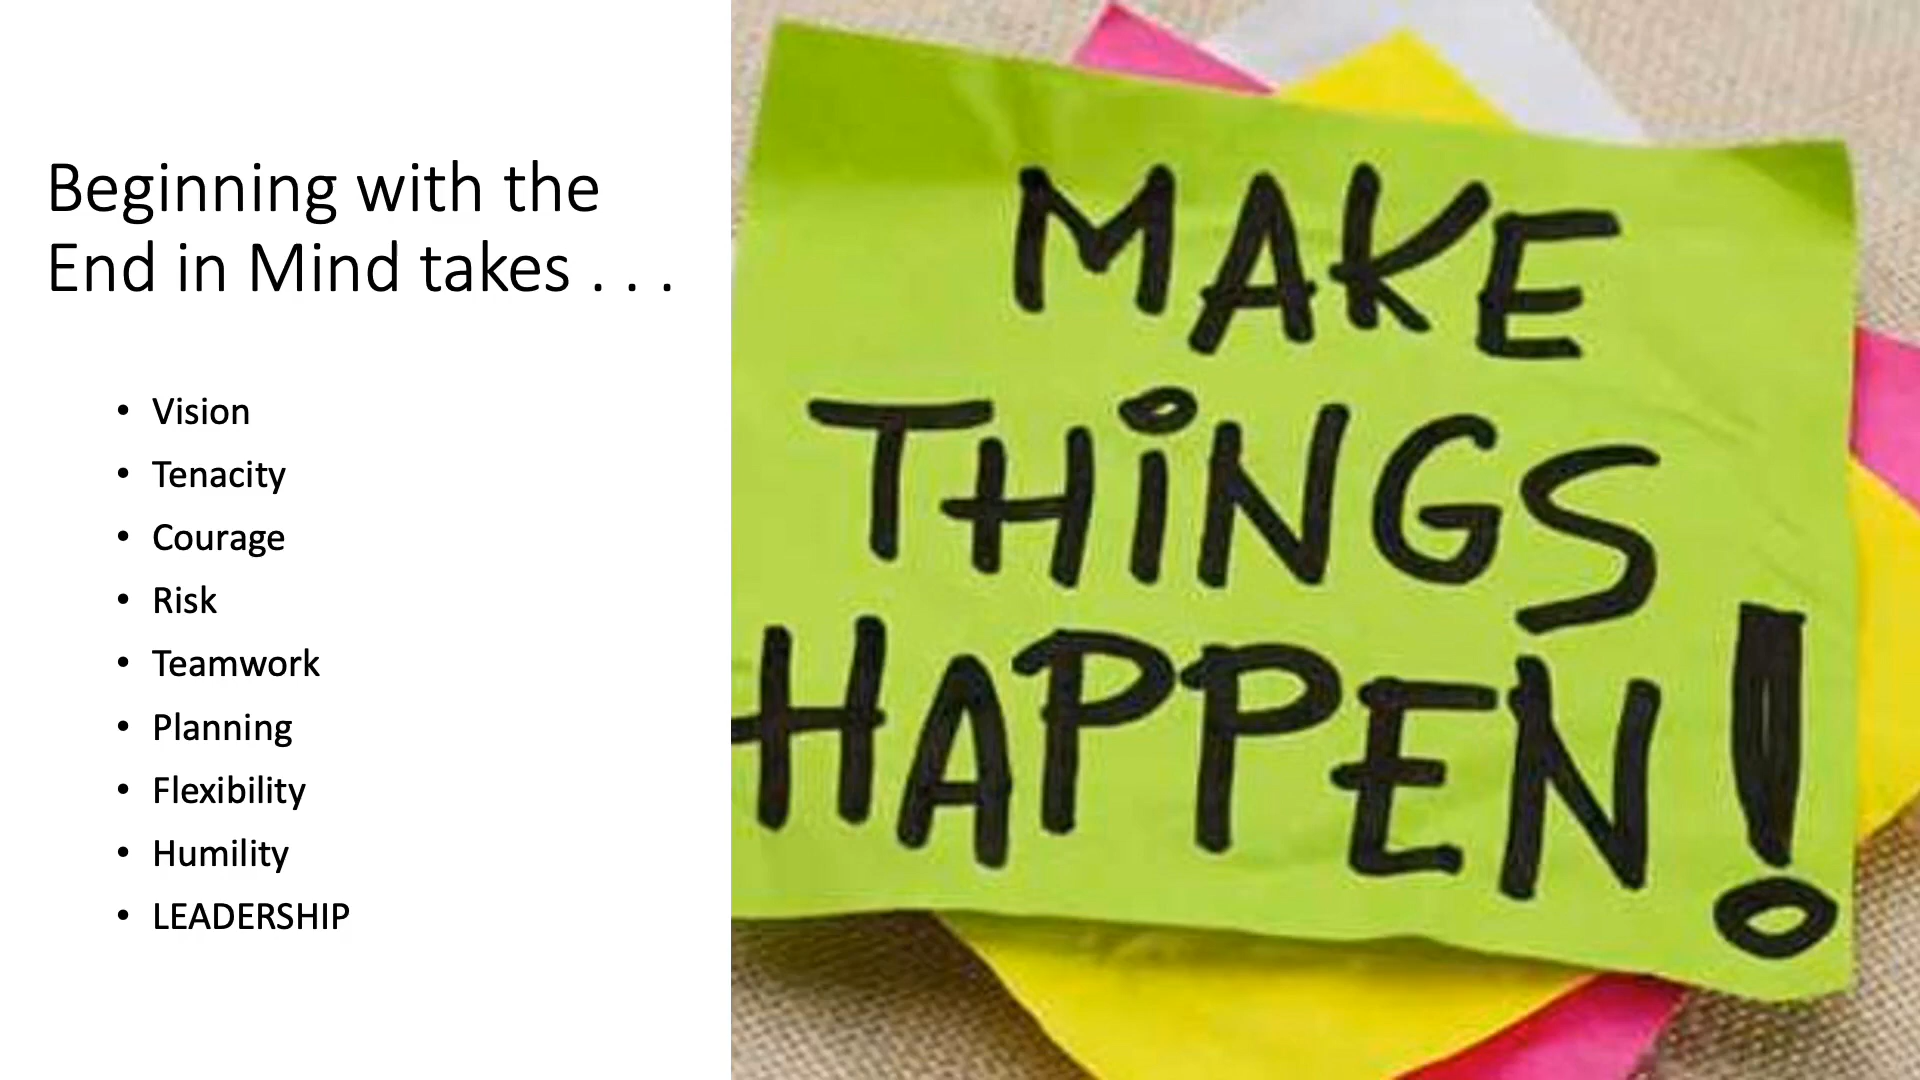 Beginning with the
End in Mind takes . . .
• Vision
• Tenacity
• Courage
• Risk
• Teamwork
• Planning
• Flexibility
• Humility
• LEADERSHIP
MAKE
THiNGS
HAPPEN!